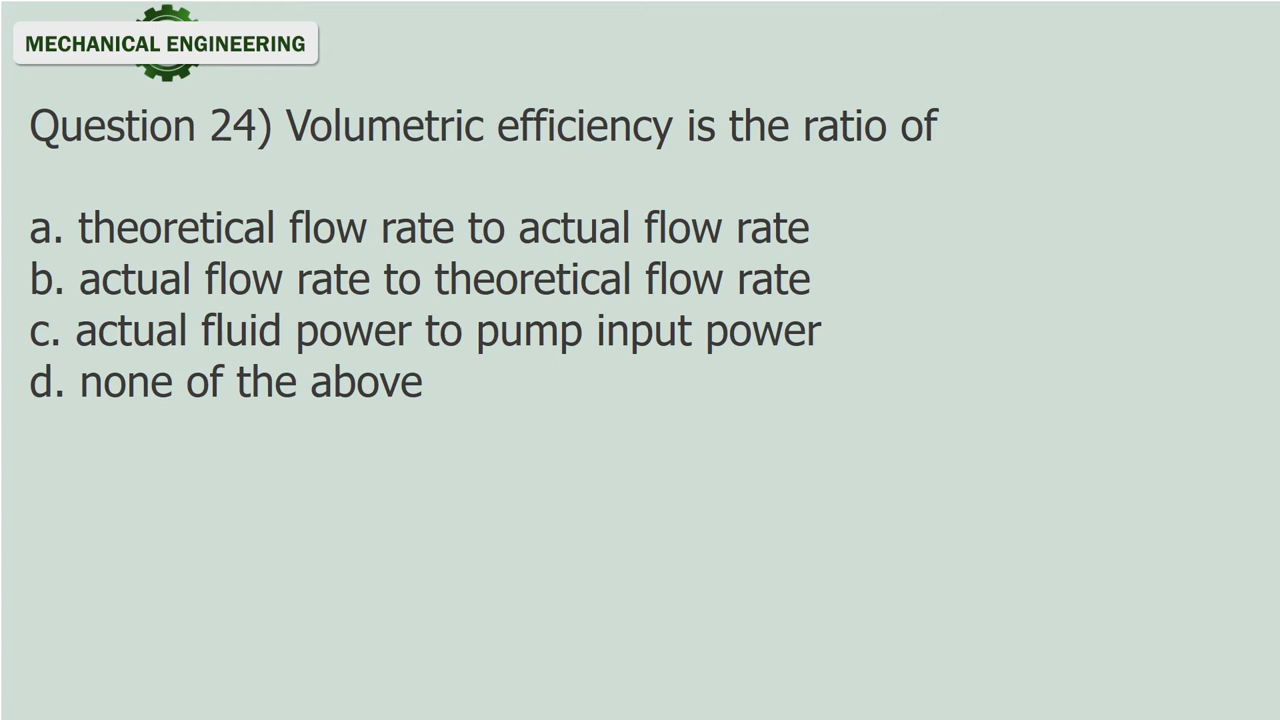 MECHANICAL ENGINEERING
Question 24) Volumetric efficiency is the ratio of
a. theoretical flow rate to actual flow rate
b. actual flow rate to theoretical flow rate
c. actual fluid power to pump input power
d. none of the above